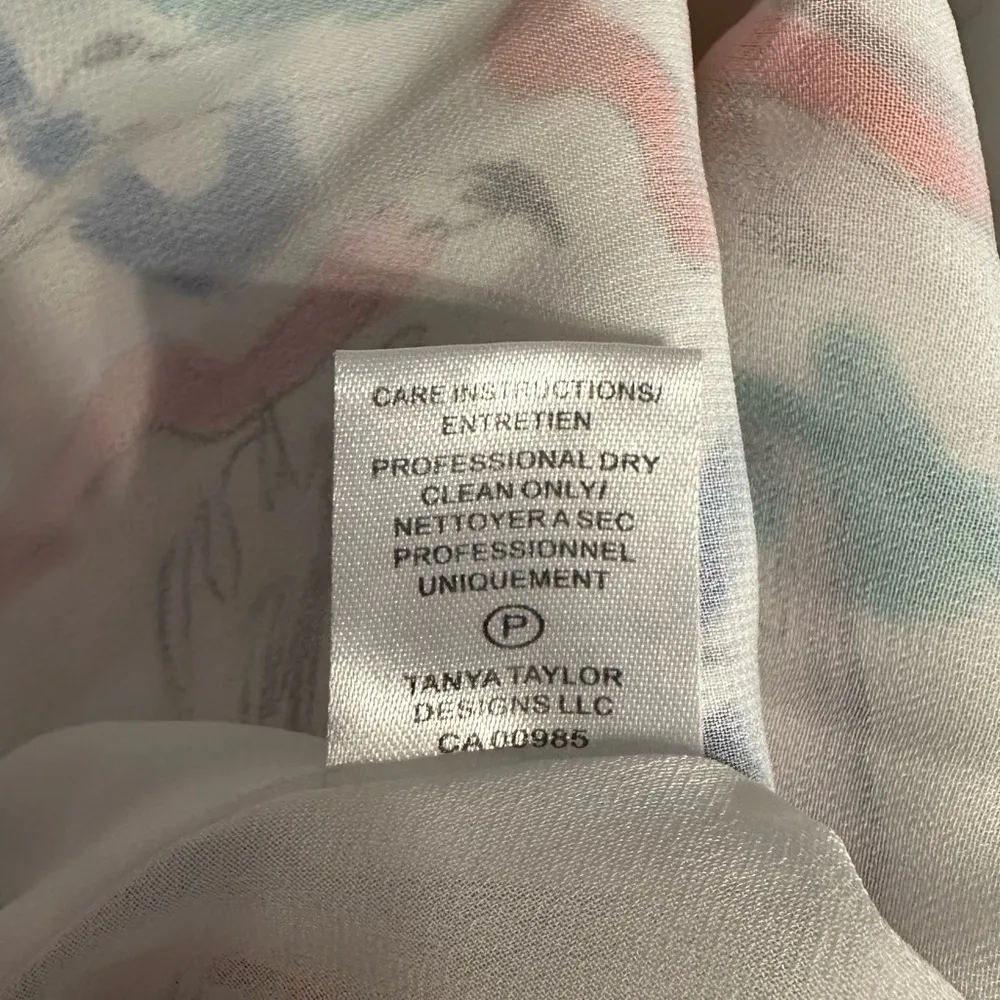 CARE INSTRUCTIONS/
ENTRETIEN
PROFESSIONAL DRY
CLEAN ONLY/
NETTOYER A SEC
PROFESSIONNEL
UNIQUEMENT
P
TANYA TAYLOR
DESIGNS LLC
CA 00985